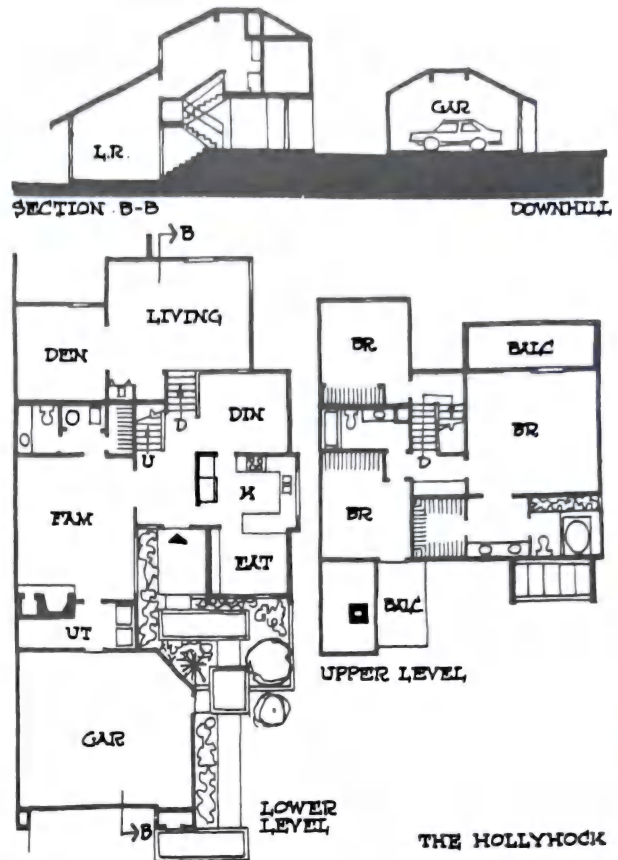 GAR
L.R.
SECTION B-B
DOWNHILL
B
LIVING
DEN
DIN
D
U
K
FAM
EAT
UT
GAR
B
LOWER
LEVEL
BR
BALC
BR
D
BR
BALC
UPPER LEVEL
THE HOLLYHOCK